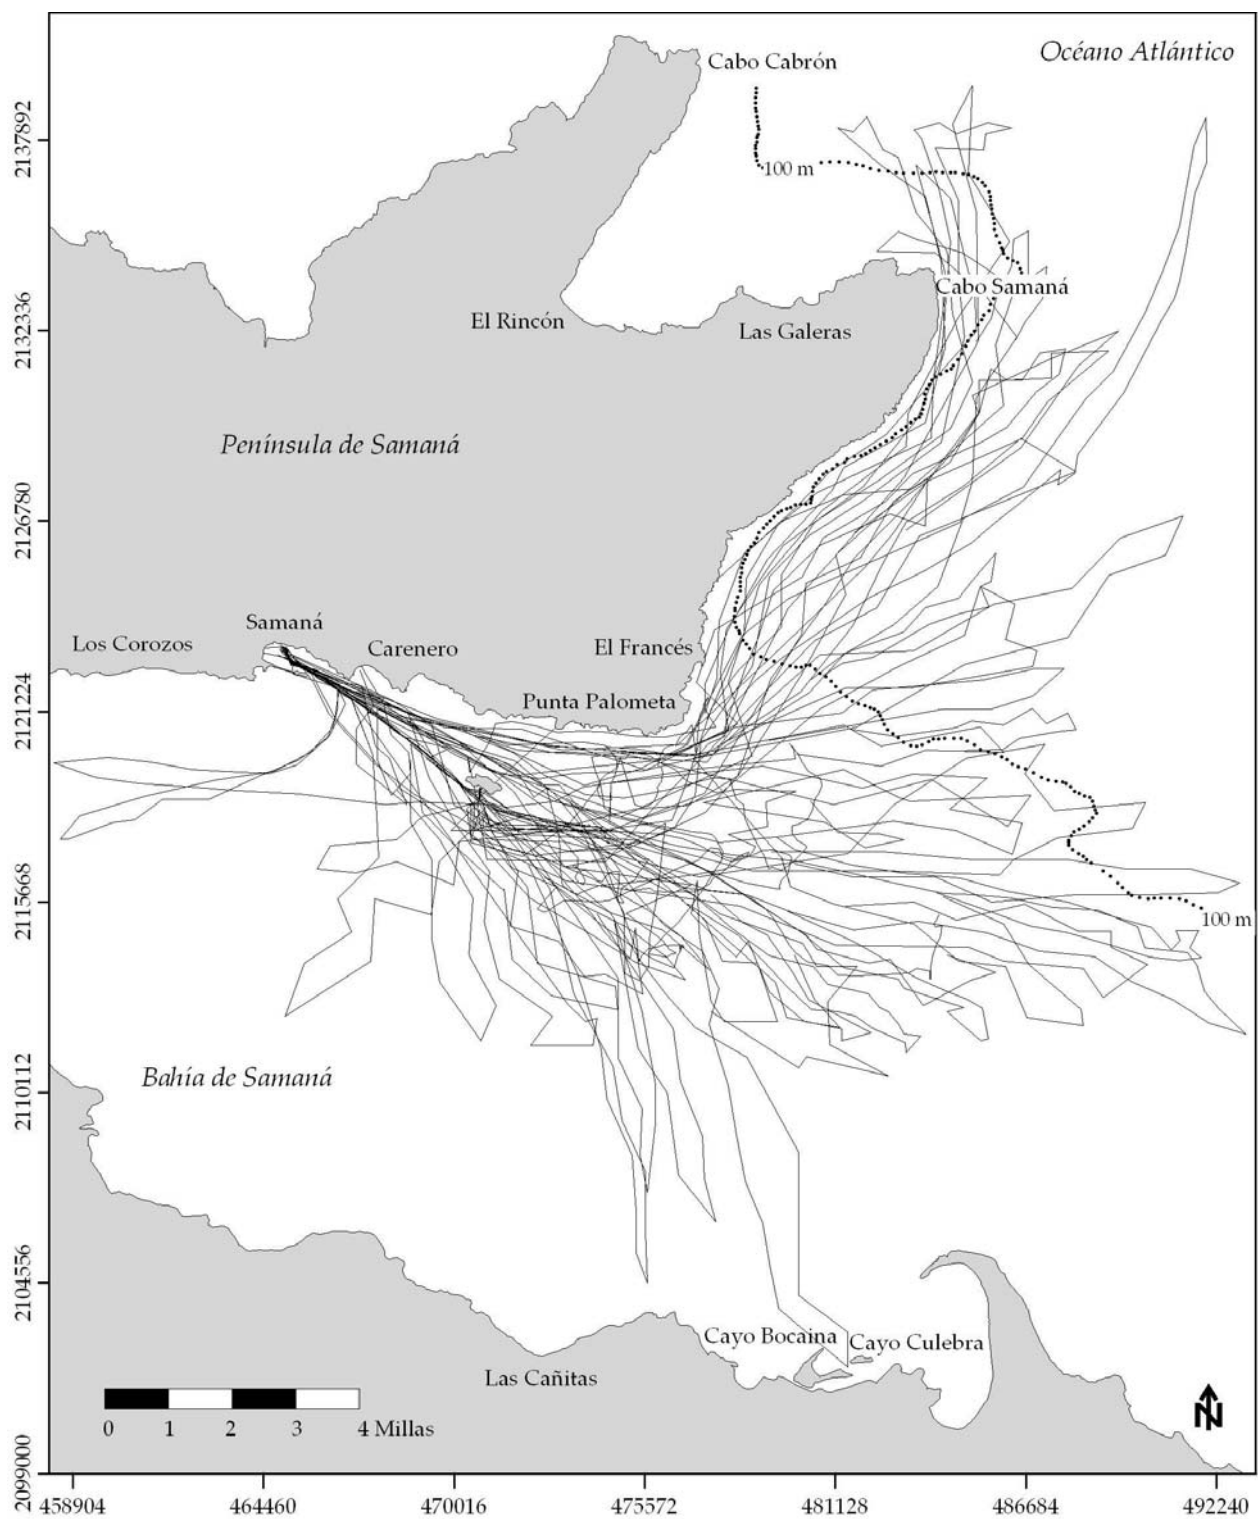 Océano Atlántico
Cabo Cabrón
2137892
100 m
Cabo Samaná
2132336
El Rincón
Las Galeras
Península de Samaná
2126780
Samaná
Los Corozos
Carenero
El Francés
Punta Palometa
2121124
2115668
100 m
Bahía de Samaná
2110112
2104556
Cayo Bocaina
Cayo Culebra
Las Cañitas
0 1 2 3 4 Millas
N
2099000
458904 464460 470016 475572 481128 486684 492240